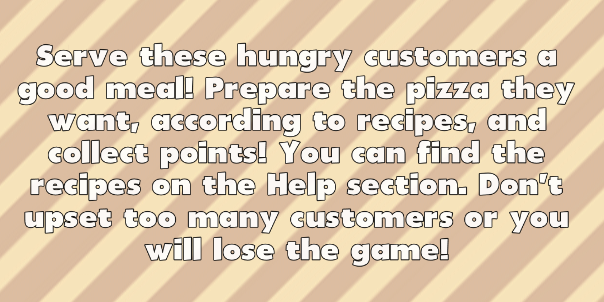 Serve these hungry customers a
good meal! Prepare the pizza they
want, according to recipes, and
collect points! You can find the
recipes on the Help section. Don't
upset too many customers or you
will lose the game!